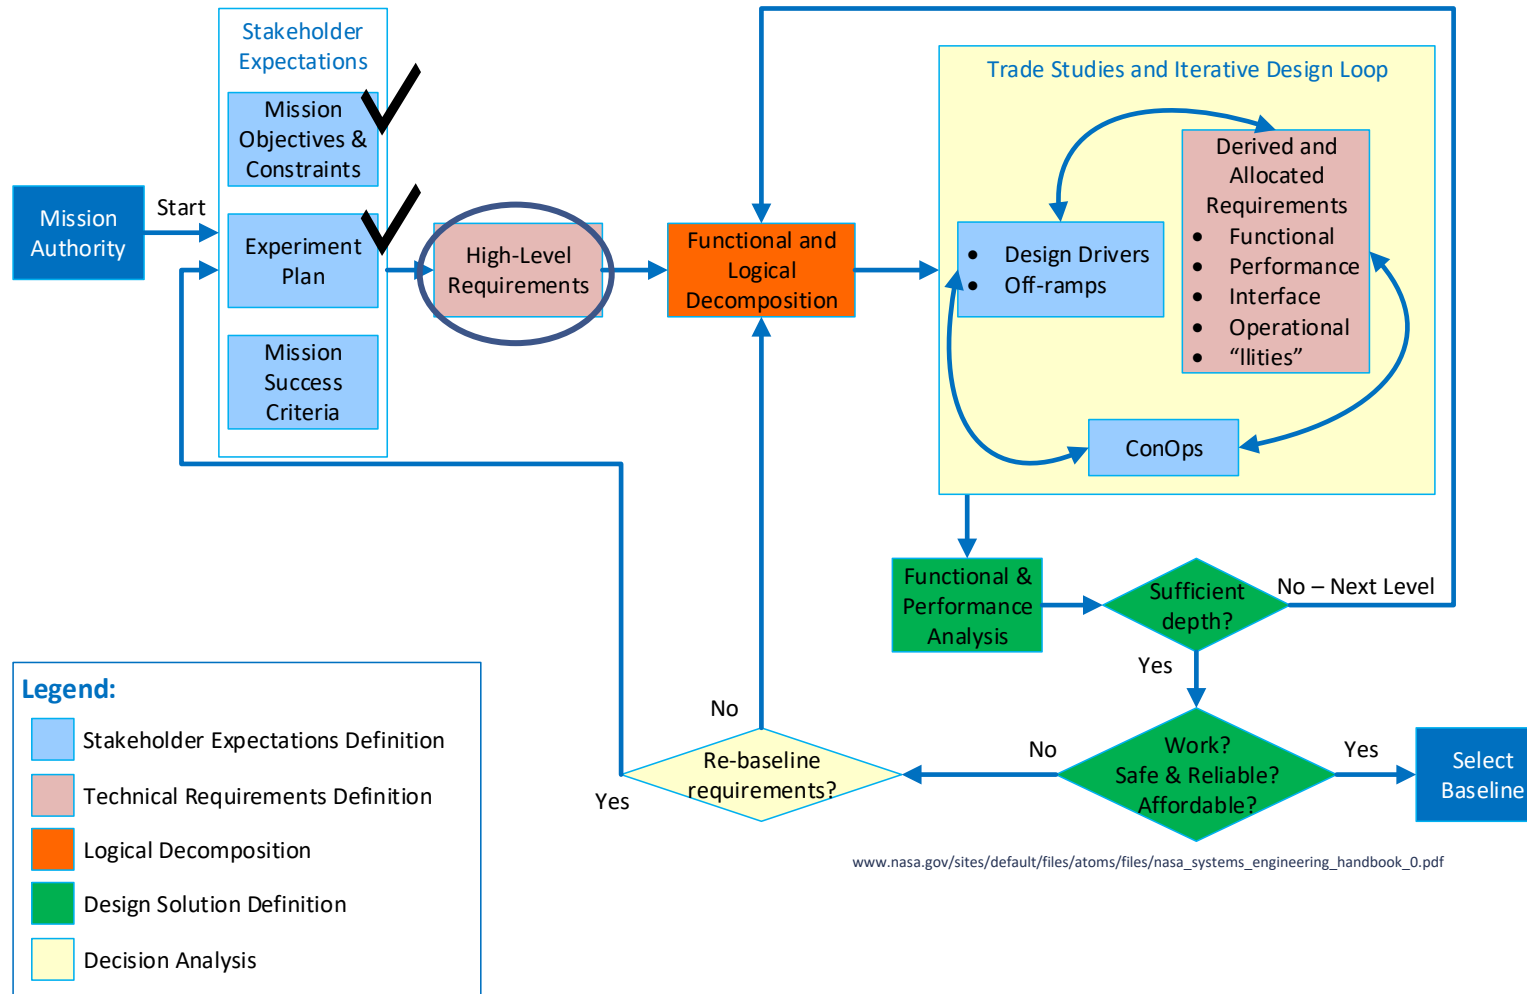 Stakeholder
Expectations
Mission
Objectives &
Constraints
Mission
Authority
Start
Experiment
Plan
Mission
Success
Criteria
High-Level
Requirements
Functional and
Logical
Decomposition
Trade Studies and Iterative Design Loop
• Design Drivers
• Off-ramps
Derived and
Allocated
Requirements
• Functional
• Performance
• Interface
• Operational
• “llities”
ConOps
Functional &
Performance
Analysis
Sufficient
depth?
No – Next Level
Yes
Work?
Safe & Reliable?
Affordable?
Yes
Select
Baseline
No
Re-baseline
requirements?
No
Yes
www.nasa.gov/sites/default/files/atoms/files/nasa_systems_engineering_handbook_0.pdf
Legend:
Stakeholder Expectations Definition
Technical Requirements Definition
Logical Decomposition
Design Solution Definition
Decision Analysis